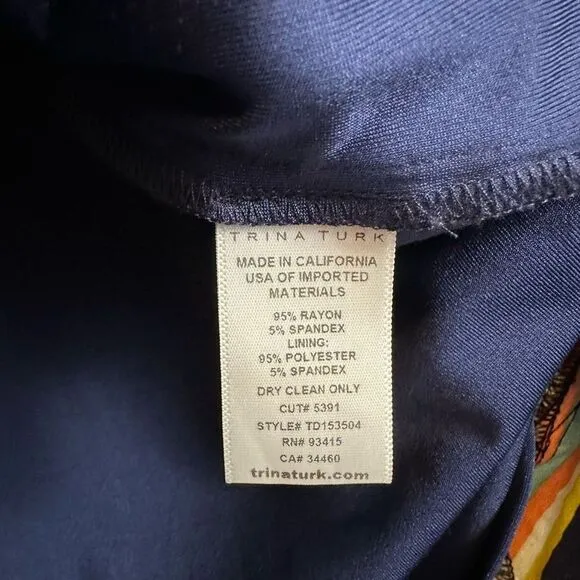 TRINA TURK
MADE IN CALIFORNIA
USA OF IMPORTED
MATERIALS
95% RAYON
5% SPANDEX
LINING:
95% POLYESTER
5% SPANDEX
DRY CLEAN ONLY
CUT# 5391
STYLE# TD153504
RN# 93415
CA# 34460
trinaturk.com